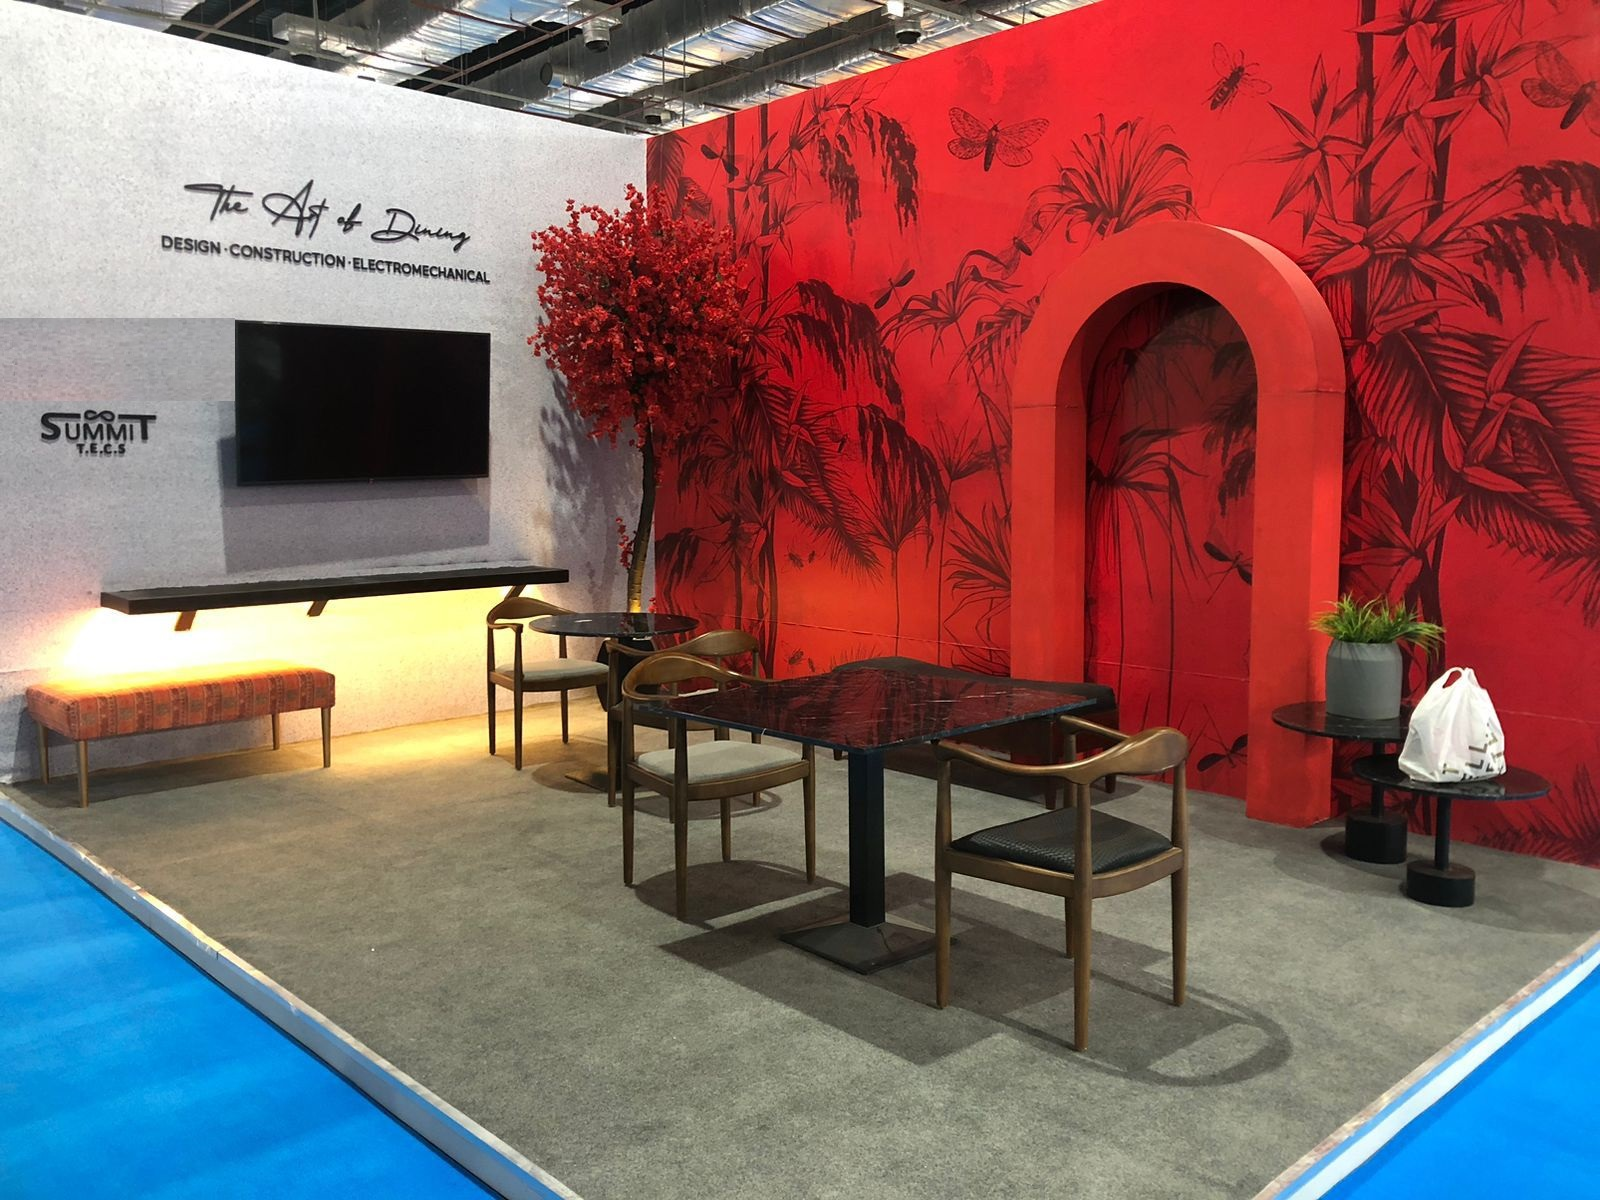 The Art of Dining
DESIGN · CONSTRUCTION · ELECTROMECHANICAL
SUMMIT
T.E.C.S